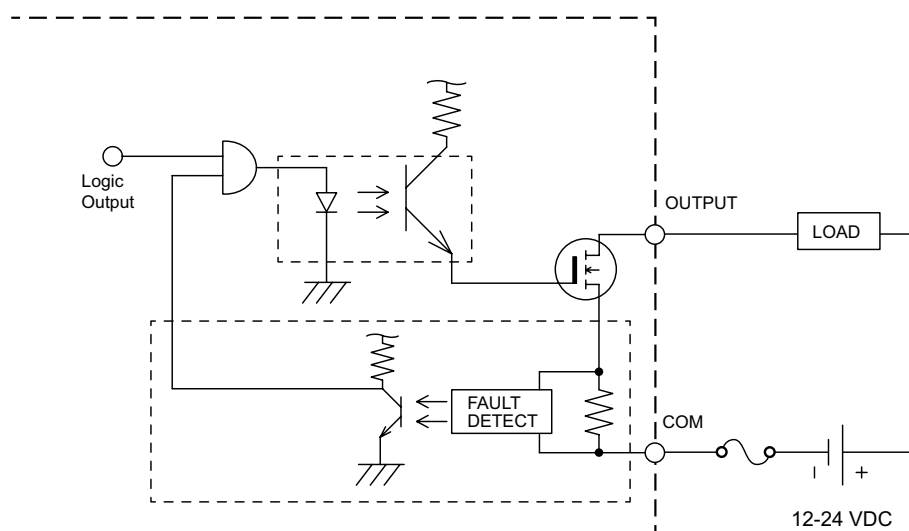 Logic
Output
OUTPUT
LOAD
FAULT
DETECT
COM
- +
12-24 VDC